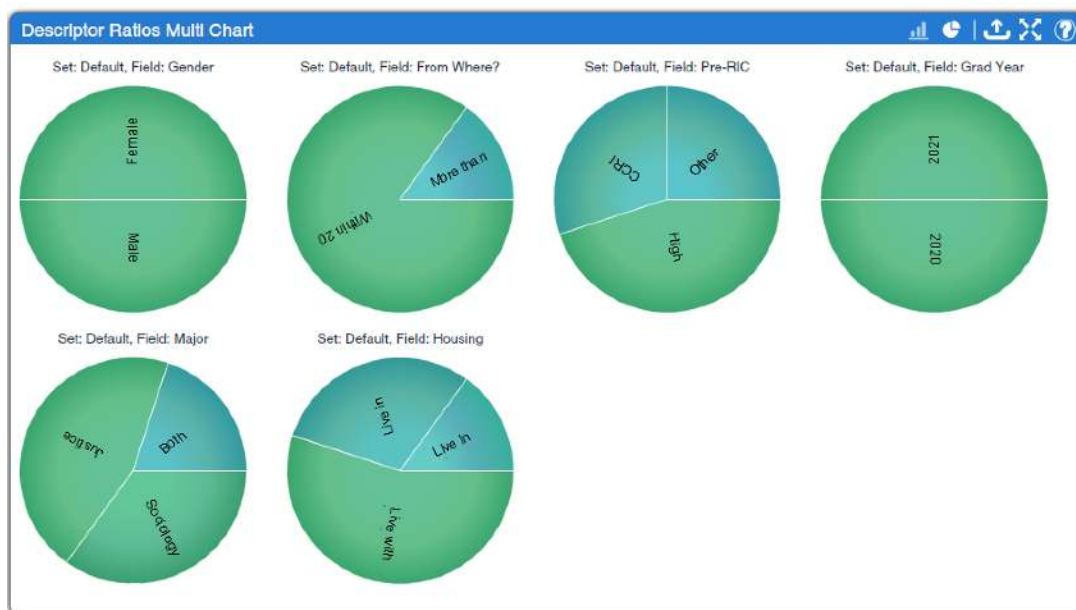 Descriptor Ratios Multi Chart
Set: Default, Field: Gender
Set: Default, Field: From Where?
Set: Default, Field: Pre-RIC
Set: Default, Field: Grad Year
Female
Male
More than
Within 20
CCRI
Other
High
2021
2020
Set: Default, Field: Major
Set: Default, Field: Housing
Justice
Both
Sociology
Live in
Live In
Live with